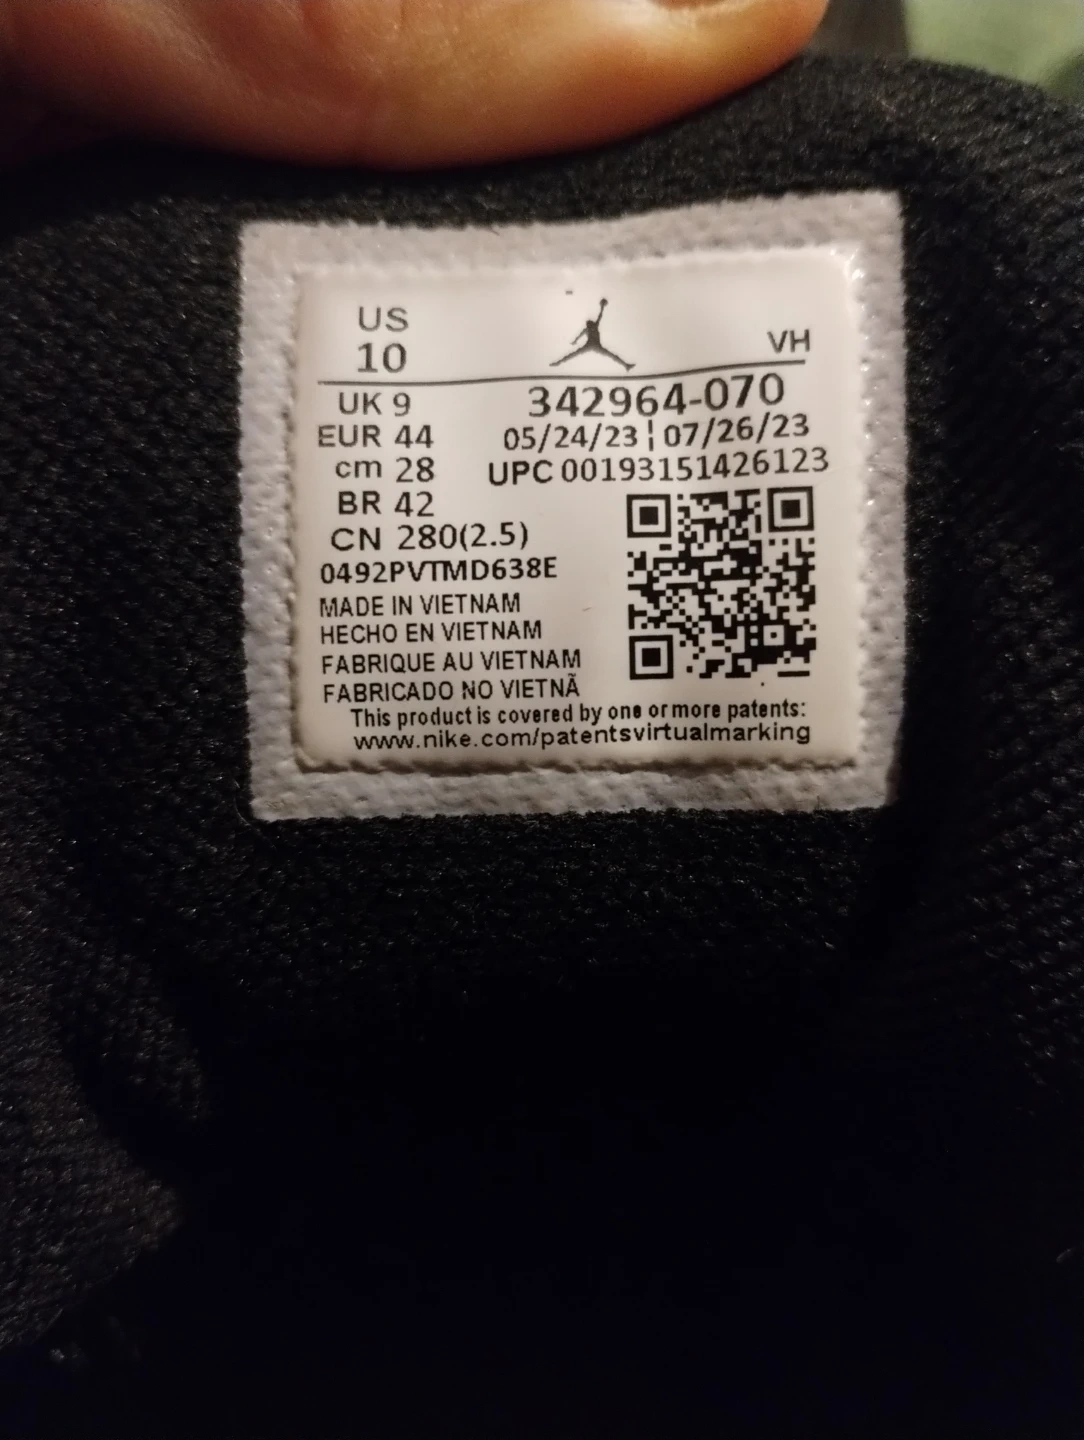 US
10
VH
UK 9
342964-070
EUR 44
05/24/23 ¦ 07/26/23
cm 28
UPC 00193151426123
BR 42
CN 280(2.5)
0492PVTMD638E
MADE IN VIETNAM
HECHO EN VIETNAM
FABRIQUE AU VIETNAM
FABRICADO NO VIETNÃ
This product is covered by one or more patents:
www.nike.com/patentsvirtualmarking